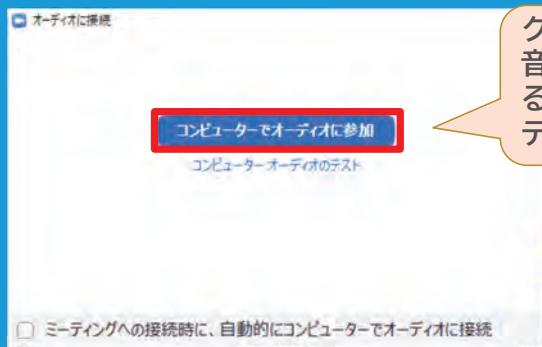 オーディオに接続
コンピューターでオーディオに参加
コンピューター オーディオのテスト
ミーティングへの接続時に、自動的にコンピューターでオーディオに接続
ク
音
る
テ